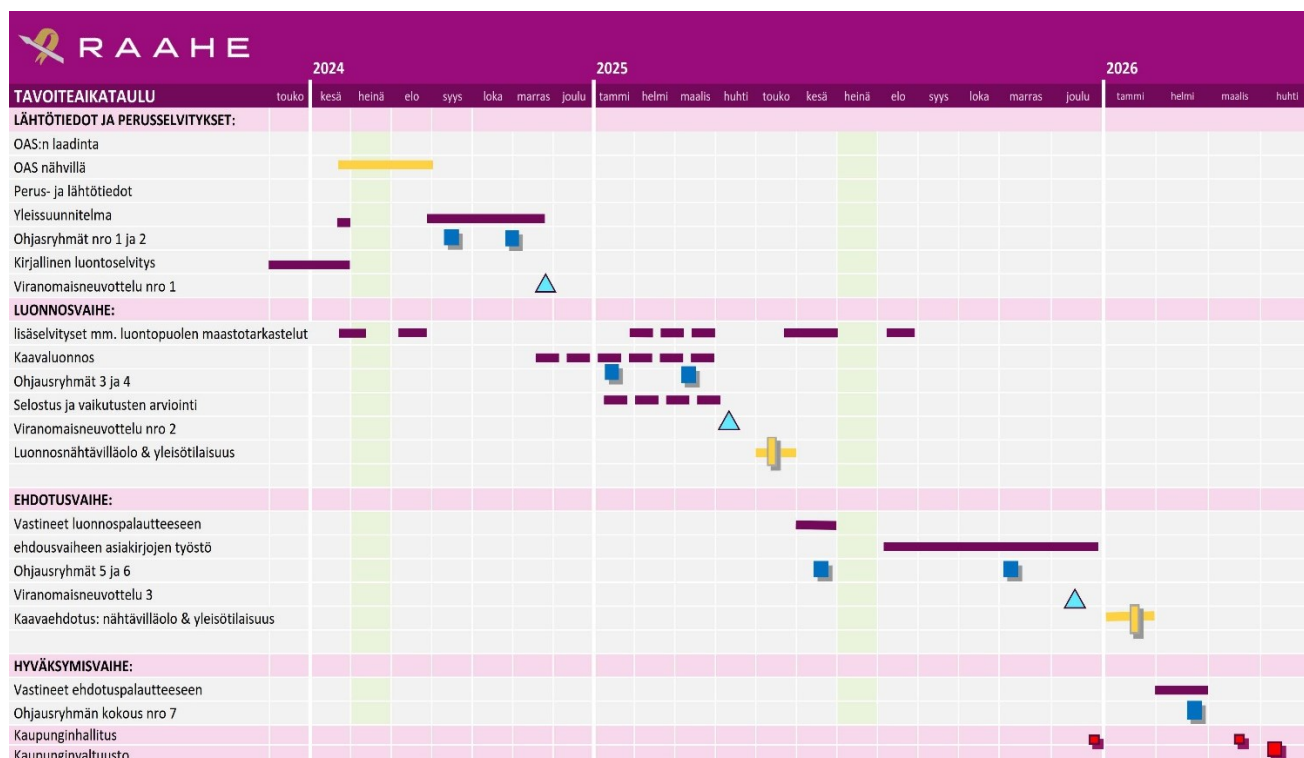 RAAHE
2024 2025 2026
TAVOITEAIKATAULU touko kesä heinä elo syys loka marras joulu tammi helmi maalis huhti touko kesä heinä elo syys loka marras joulu tammi helmi maalis huhti
LÄHTÖTIEDOT JA PERUSSELVITYKSET:
OAS:n laadinta
OAS nähvillä
Perus- ja lähtötiedot
Yleissuunnitelma
Ohjasryhmät nro 1 ja 2
Kirjallinen luontoselvitys
Viranomaisneuvottelu nro 1
LUONNOSVAIHE:
lisäselvityset mm. luontopuolen maastotarkastelut
Kaavaluonnos
Ohjausryhmät 3 ja 4
Selostus ja vaikutusten arviointi
Viranomaisneuvottelu nro 2
Luonnosnähtävilläolo & yleisötilaisuus
EHDOTUSVAIHE:
Vastineet luonnospalautteeseen
ehdousvaiheen asiakirjojen työstö
Ohjausryhmät 5 ja 6
Viranomaisneuvottelu 3
Kaavaehdotus: nähtävilläolo & yleisötilaisuus
HYVÄKSYMISVAIHE:
Vastineet ehdotuspalautteeseen
Ohjausryhmän kokous nro 7
Kaupunginhallitus
Kaupunginvaltuusto